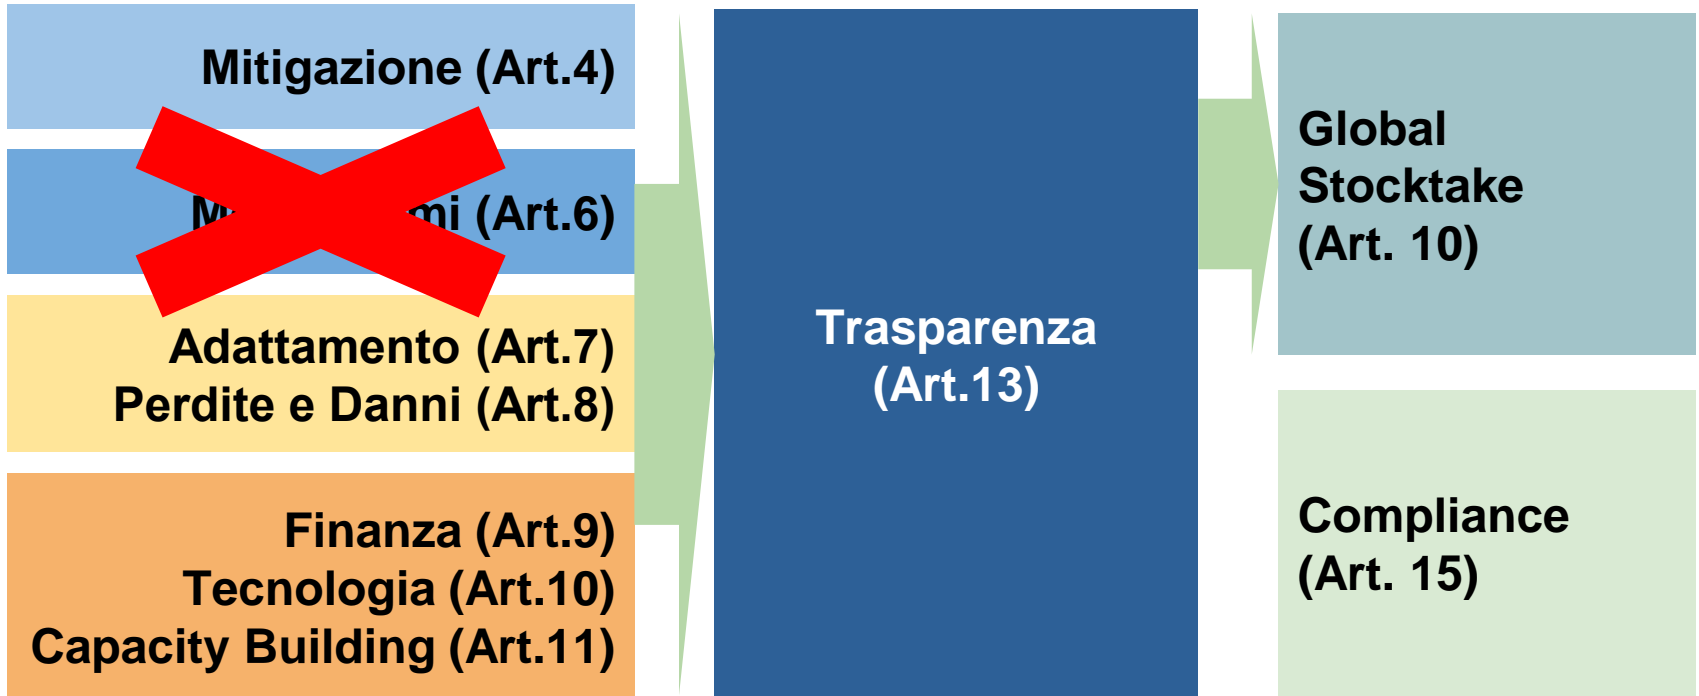 Mitigazione (Art.4)
(Art.6)
Adattamento (Art.7)
Perdite e Danni (Art.8)
Finanza (Art.9)
Tecnologia (Art.10)
Capacity Building (Art.11)
Trasparenza
(Art.13)
Global
Stocktake
(Art. 10)
Compliance
(Art. 15)